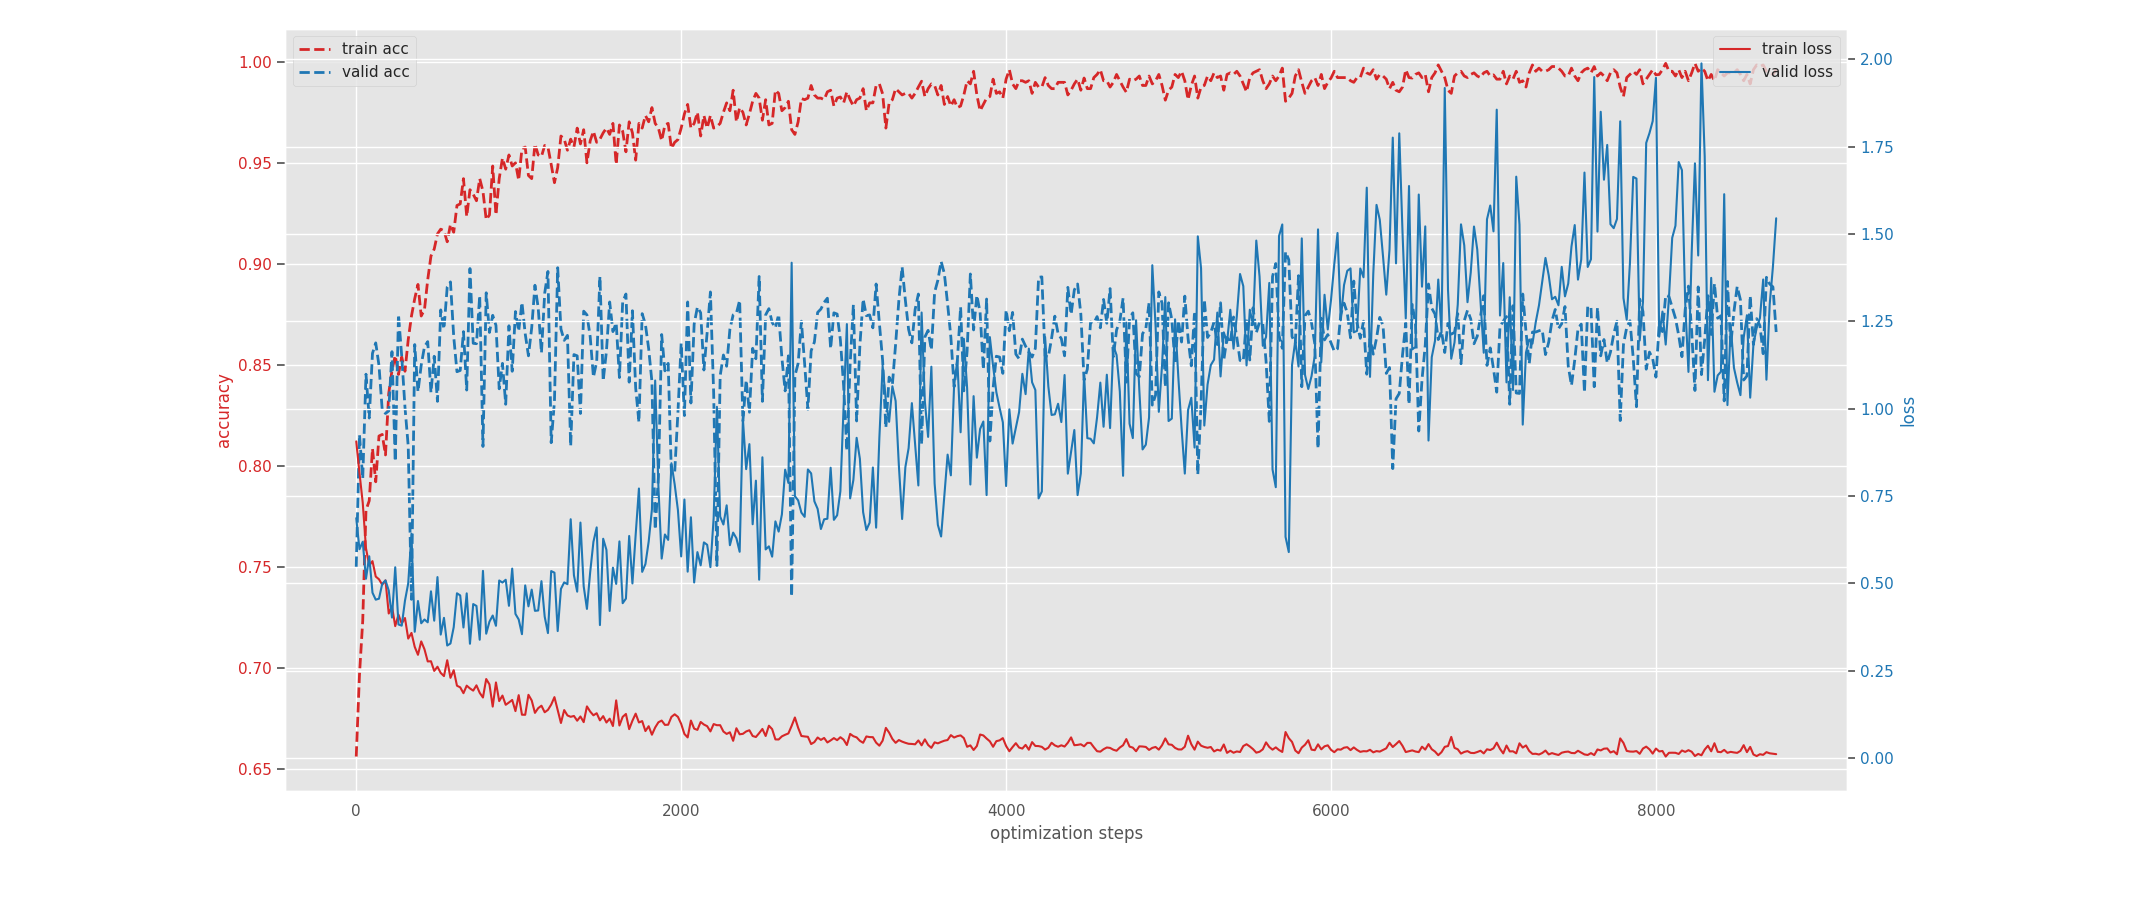 train acc
valid acc
train loss
valid loss
1.00
0.95
0.90
0.85
0.80
0.75
0.70
0.65
accuracy
2.00
1.75
1.50
1.25
1.00
0.75
0.50
0.25
0.00
loss
0 2000 4000 6000 8000
optimization steps